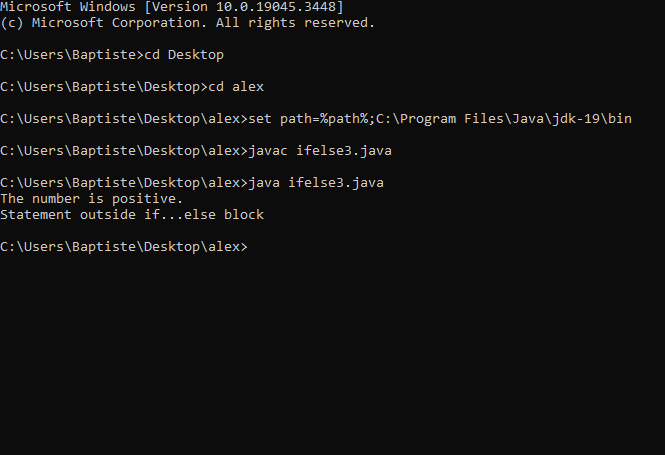 Microsoft Windows [Version 10.0.19045.3448]
(c) Microsoft Corporation. All rights reserved.
C:\Users\Baptiste>cd Desktop
C:\Users\Baptiste\Desktop>cd alex
C:\Users\Baptiste\Desktop\alex>set path=%path%;C:\Program Files\Java\jdk-19\bin
C:\Users\Baptiste\Desktop\alex>javac ifelse3.java
C:\Users\Baptiste\Desktop\alex>java ifelse3.java
The number is positive.
Statement outside if...else block
C:\Users\Baptiste\Desktop\alex>